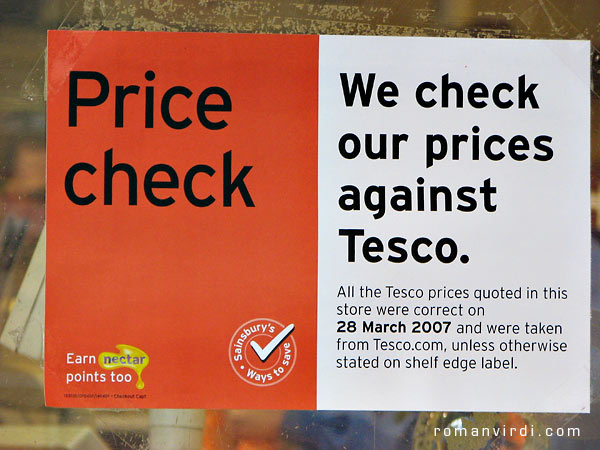 Price
check
We check
our prices
against
Tesco.
All the Tesco prices quoted in this
store were correct on
28 March 2007 and were taken
from Tesco.com, unless otherwise
stated on shelf edge label.
Earn nectar
points too
Sainsbury's
• Ways to save •
romanvirdi.com